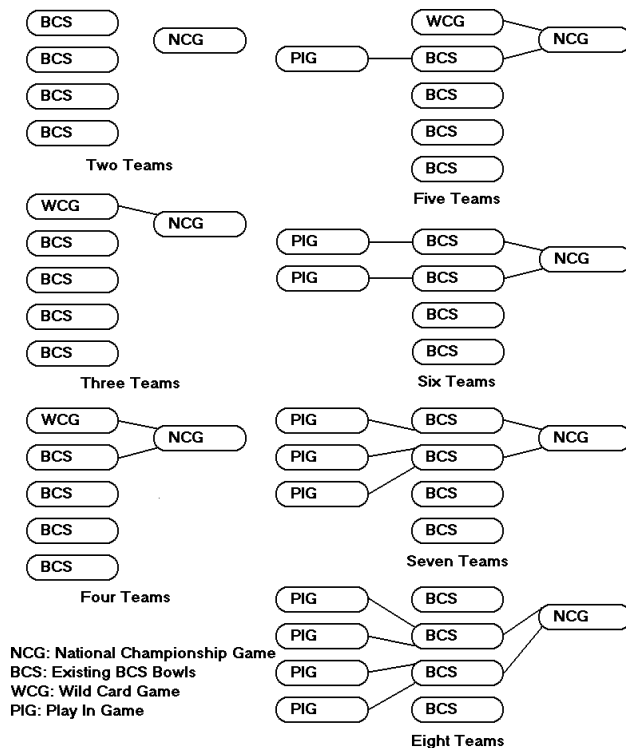 BCS
NCG
BCS
BCS
BCS
Two Teams
WCG
NCG
BCS
BCS
BCS
BCS
Three Teams
WCG
NCG
BCS
BCS
BCS
BCS
Four Teams
NCG: National Championship Game
BCS: Existing BCS Bowls
WCG: Wild Card Game
PIG: Play In Game
WCG
NCG
PIG
BCS
BCS
BCS
BCS
Five Teams
PIG
BCS
NCG
PIG
BCS
BCS
BCS
Six Teams
PIG
BCS
NCG
PIG
BCS
PIG
BCS
BCS
Seven Teams
PIG
BCS
NCG
PIG
BCS
PIG
BCS
PIG
BCS
Eight Teams